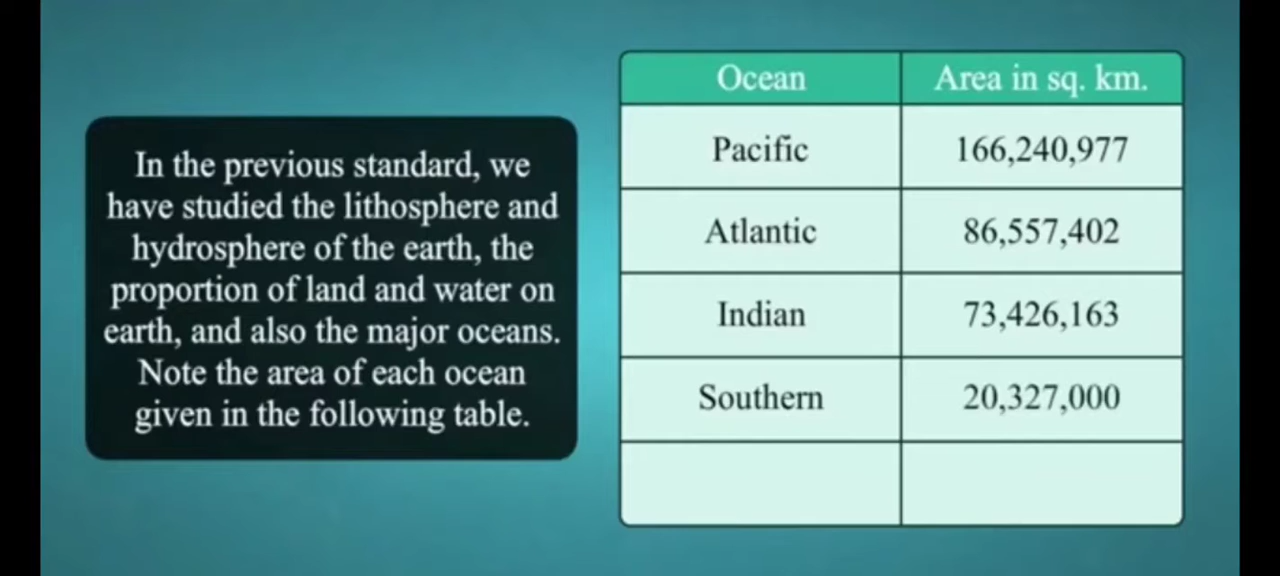 In the previous standard, we
have studied the lithosphere and
hydrosphere of the earth, the
proportion of land and water on
earth, and also the major oceans.
Note the area of each ocean
given in the following table.
Ocean Area in sq. km.
Pacific 166,240,977
Atlantic 86,557,402
Indian 73,426,163
Southern 20,327,000